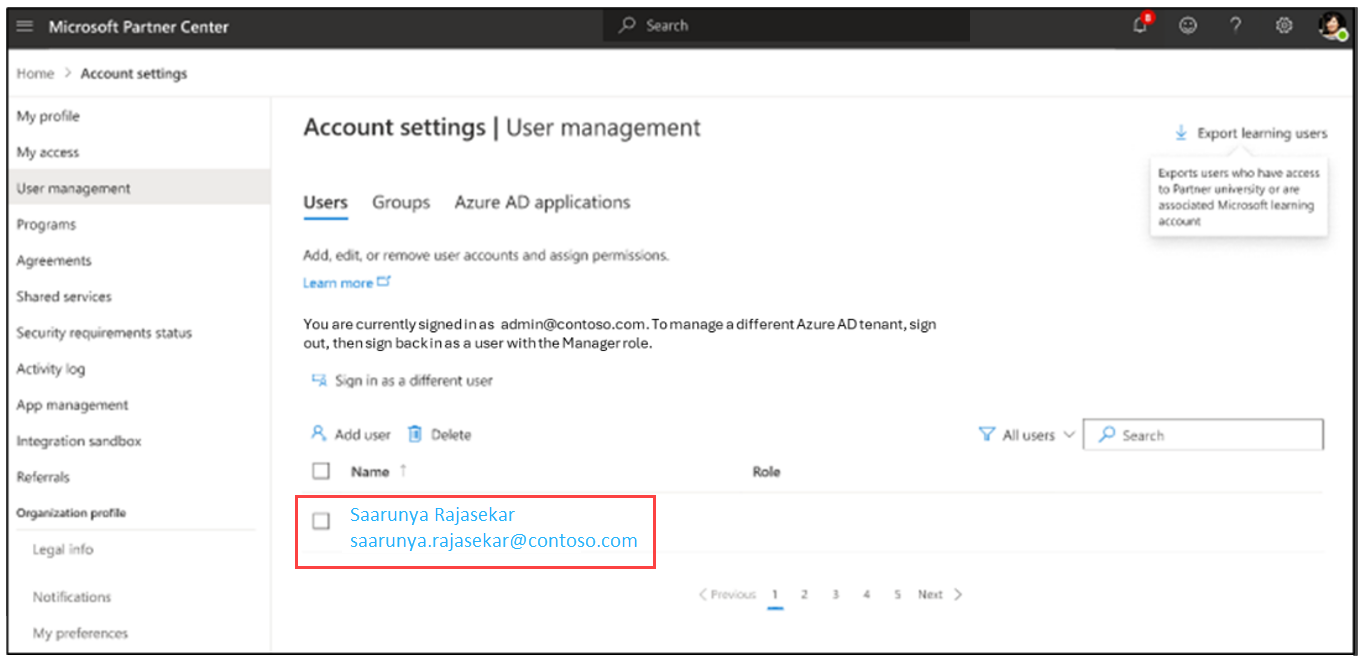 Microsoft Partner Center
Search
8
?
Home > Account settings
My profile
My access
User management
Programs
Agreements
Shared services
Security requirements status
Activity log
App management
Integration sandbox
Referrals
Organization profile
Legal info
Notifications
My preferences
Account settings | User management
Export learning users
Exports users who have access
to Partner university or are
associated Microsoft learning
account
Users Groups Azure AD applications
Add, edit, or remove user accounts and assign permissions.
Learn more
You are currently signed in as admin@contoso.com. To manage a different Azure AD tenant, sign
out, then sign back in as a user with the Manager role.
Sign in as a different user
Add user Delete
All users Search
Name ↑ Role
Saarunya Rajasekar
saarunya.rajasekar@contoso.com
< Previous 1 2 3 4 5 Next >